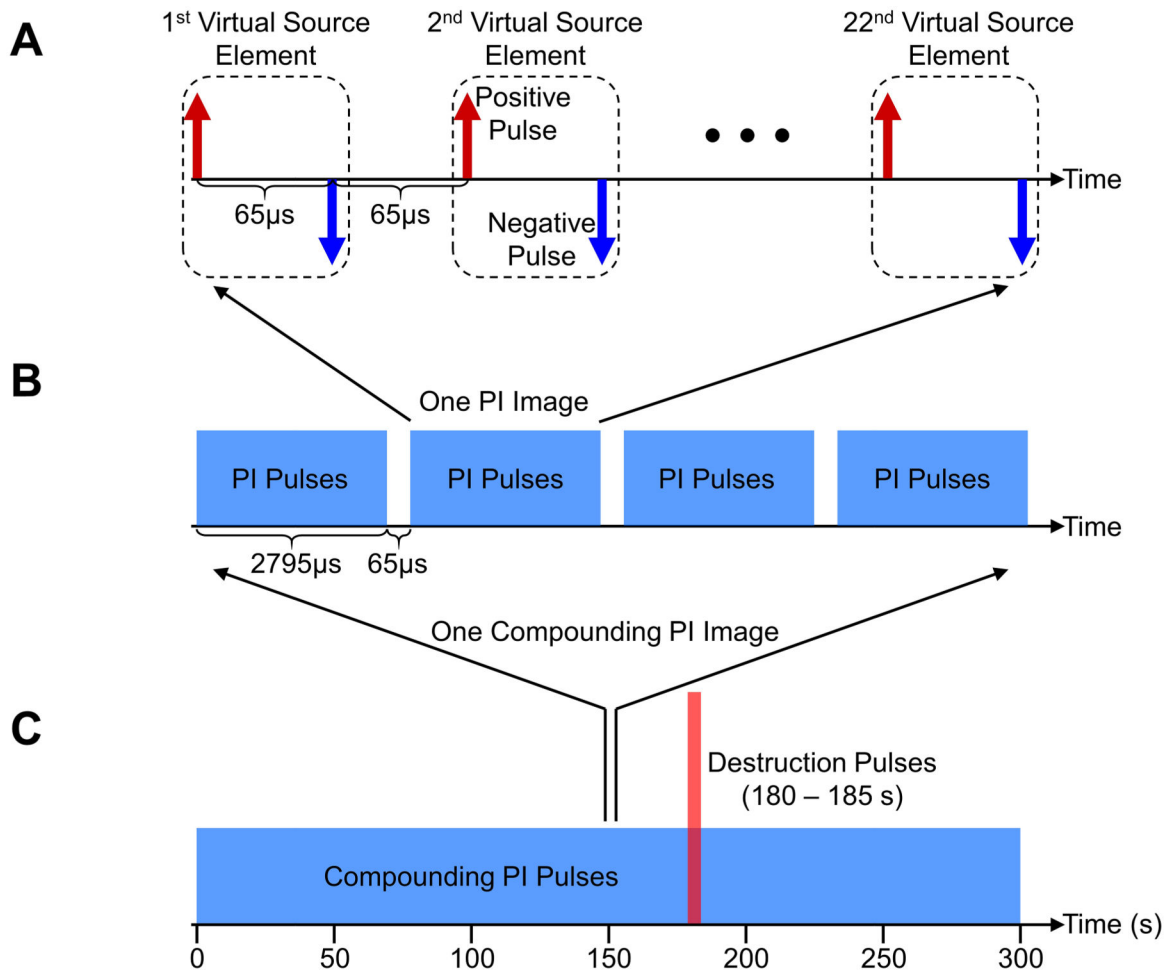 A
1st Virtual Source
Element
2nd Virtual Source
Element
22nd Virtual Source
Element
Positive
Pulse
Time
65µs
65µs
Negative
Pulse
B
One PI Image
PI Pulses
PI Pulses
PI Pulses
PI Pulses
Time
2795µs
65µs
One Compounding PI Image
C
Destruction Pulses
(180 – 185 s)
Compounding PI Pulses
Time (s)
0
50
100
150
200
250
300